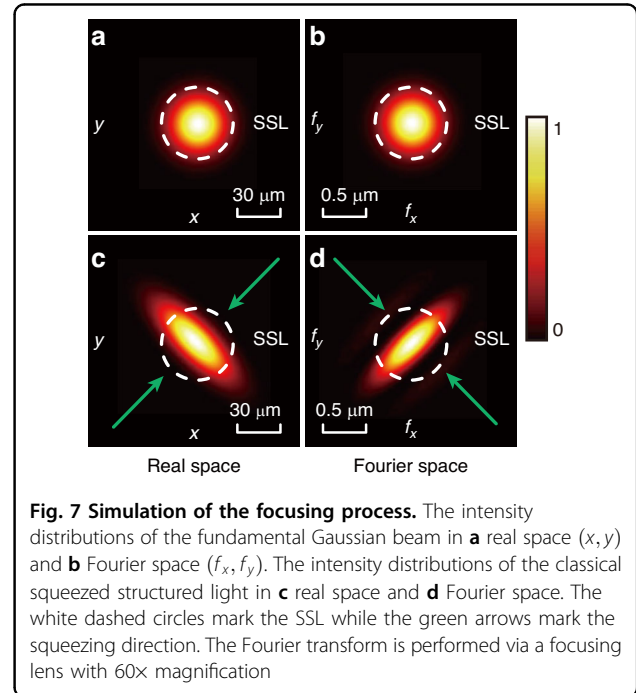 a
b
y
SSL
f_y
SSL
30 μm
0.5 μm
x
f_x
1
0
c
d
y
SSL
f_y
SSL
30 μm
0.5 μm
x
f_x
Real space
Fourier space
Fig. 7 Simulation of the focusing process. The intensity
distributions of the fundamental Gaussian beam in a real space (x, y)
and b Fourier space (f_x, f_y). The intensity distributions of the classical
squeezed structured light in c real space and d Fourier space. The
white dashed circles mark the SSL while the green arrows mark the
squeezing direction. The Fourier transform is performed via a focusing
lens with 60× magnification